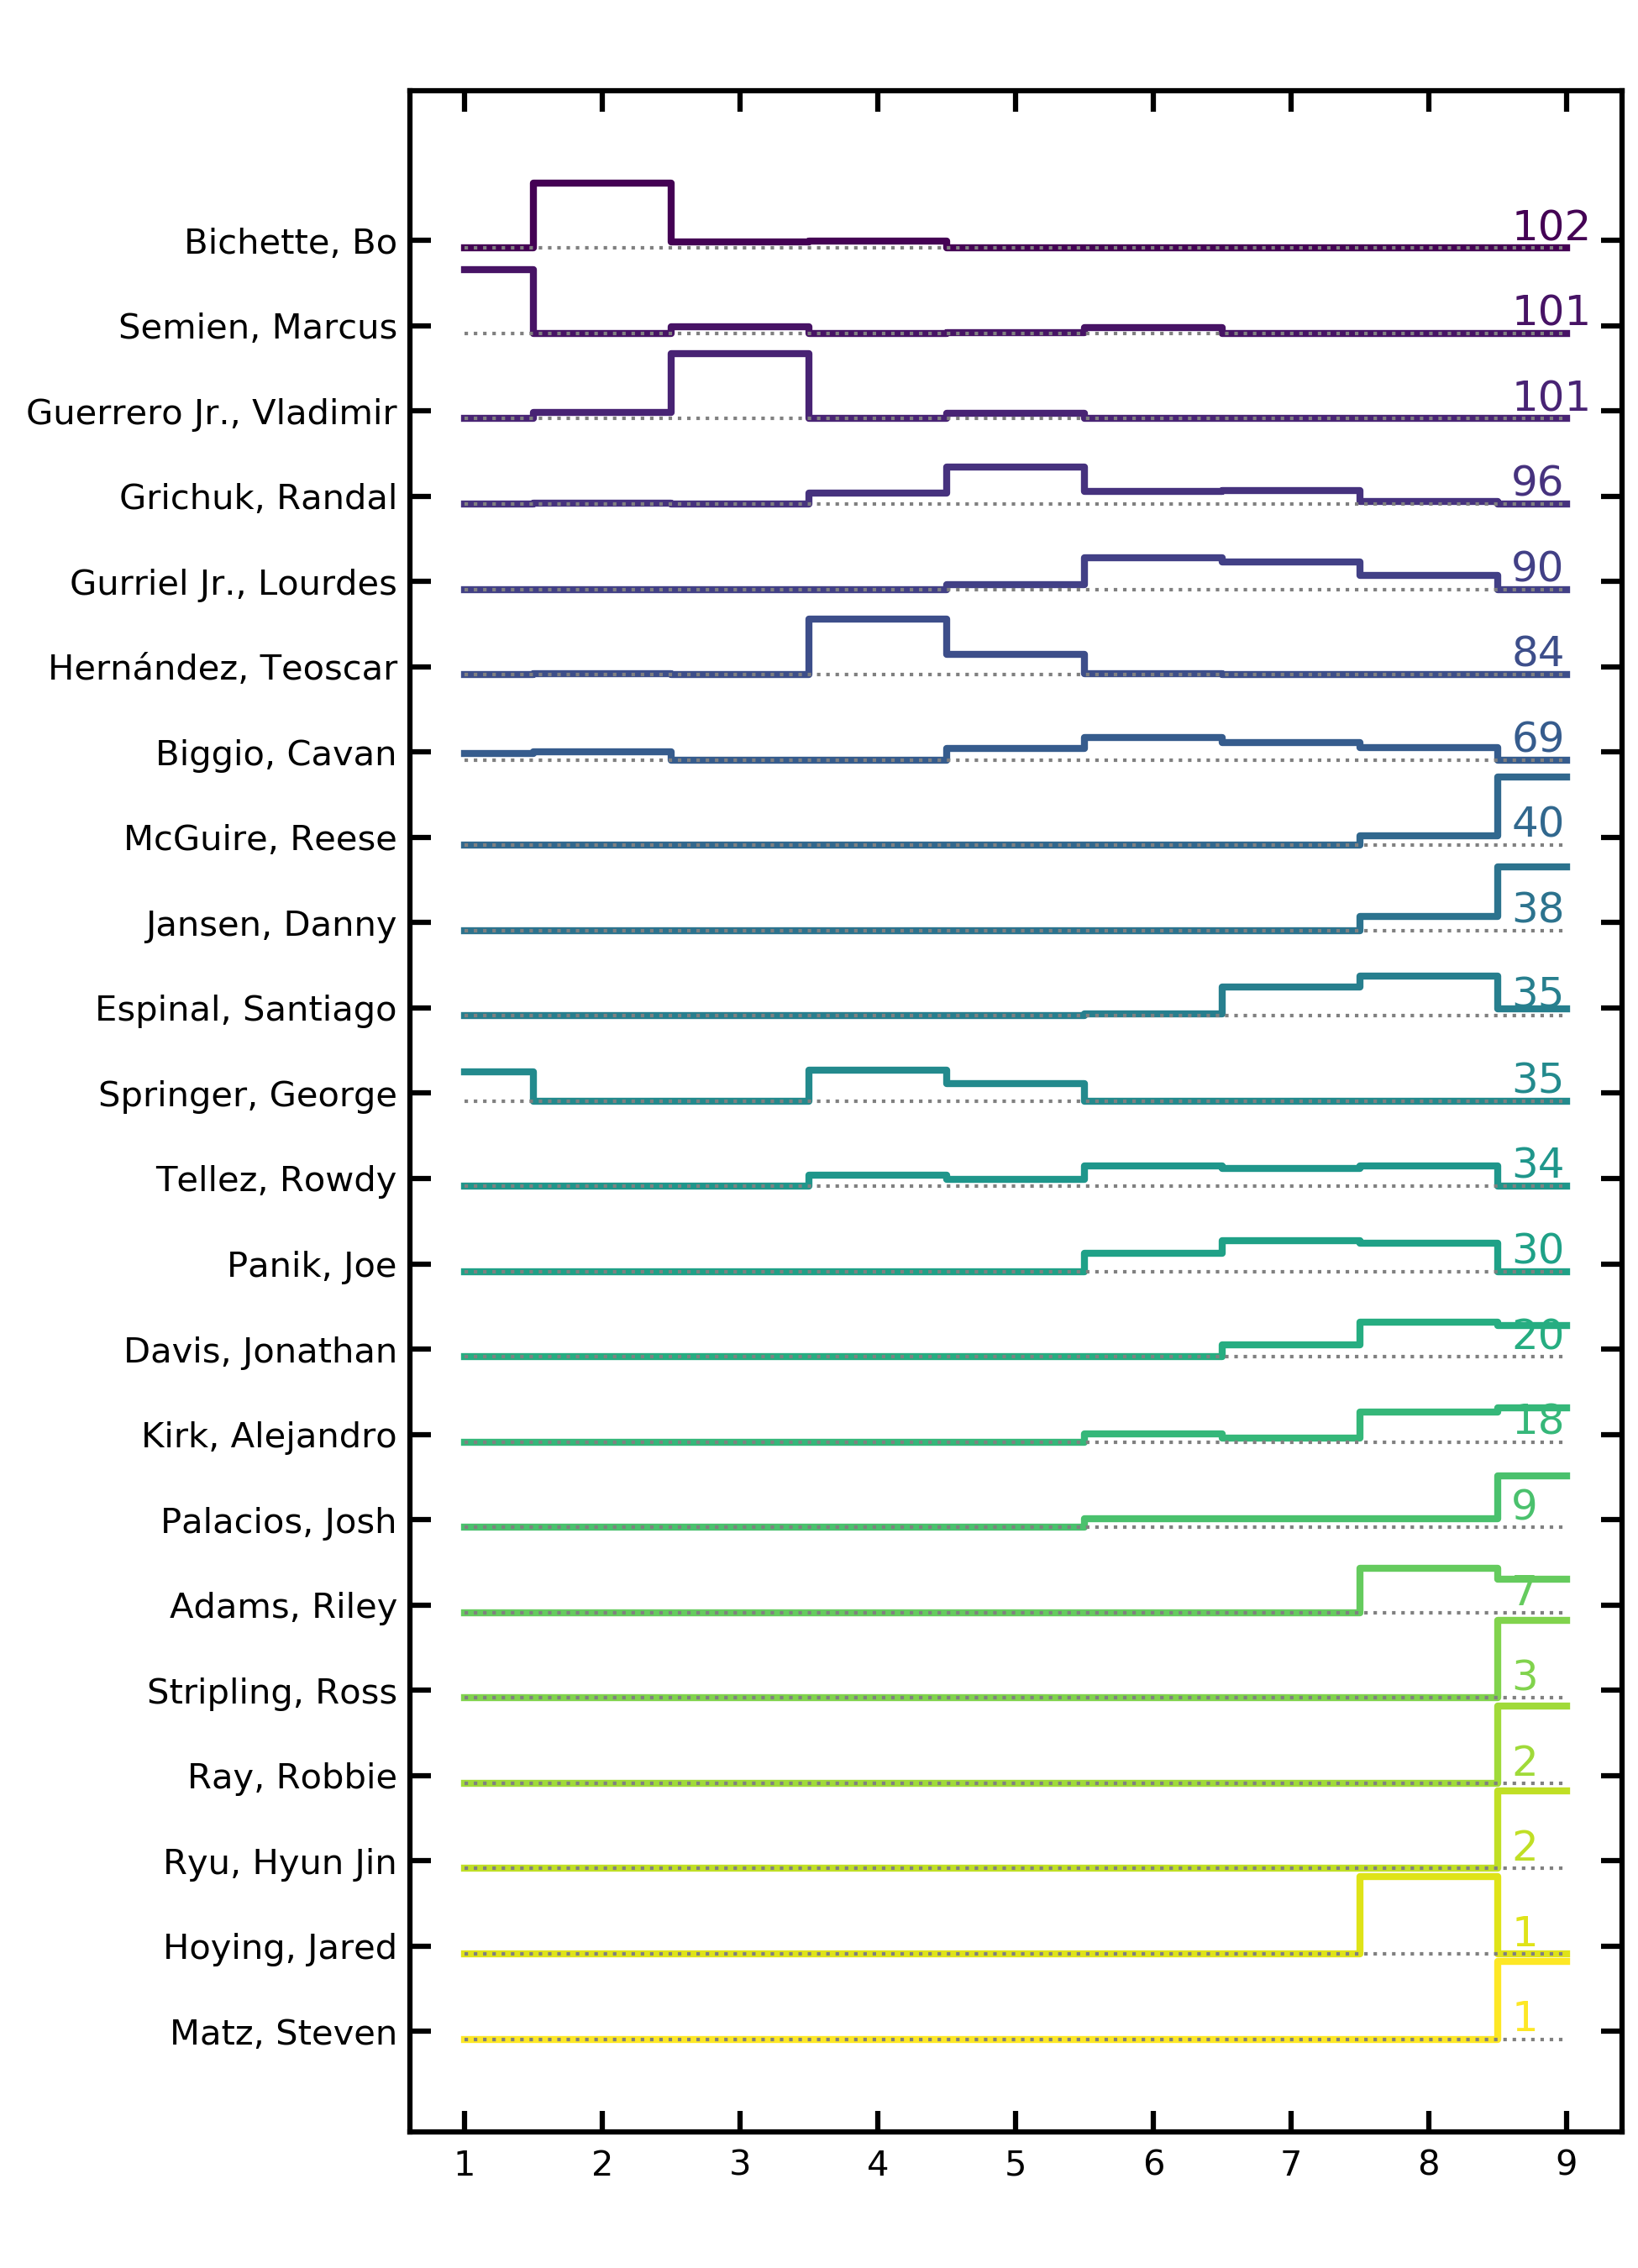 Bichette, Bo 102
Semien, Marcus 101
Guerrero Jr., Vladimir 101
Grichuk, Randal 96
Gurriel Jr., Lourdes 90
Hernández, Teoscar 84
Biggio, Cavan 69
McGuire, Reese 40
Jansen, Danny 38
Espinal, Santiago 35
Springer, George 35
Tellez, Rowdy 34
Panik, Joe 30
Davis, Jonathan 20
Kirk, Alejandro 18
Palacios, Josh 9
Adams, Riley 7
Stripling, Ross 3
Ray, Robbie 2
Ryu, Hyun Jin 2
Hoying, Jared 1
Matz, Steven 1
1 2 3 4 5 6 7 8 9